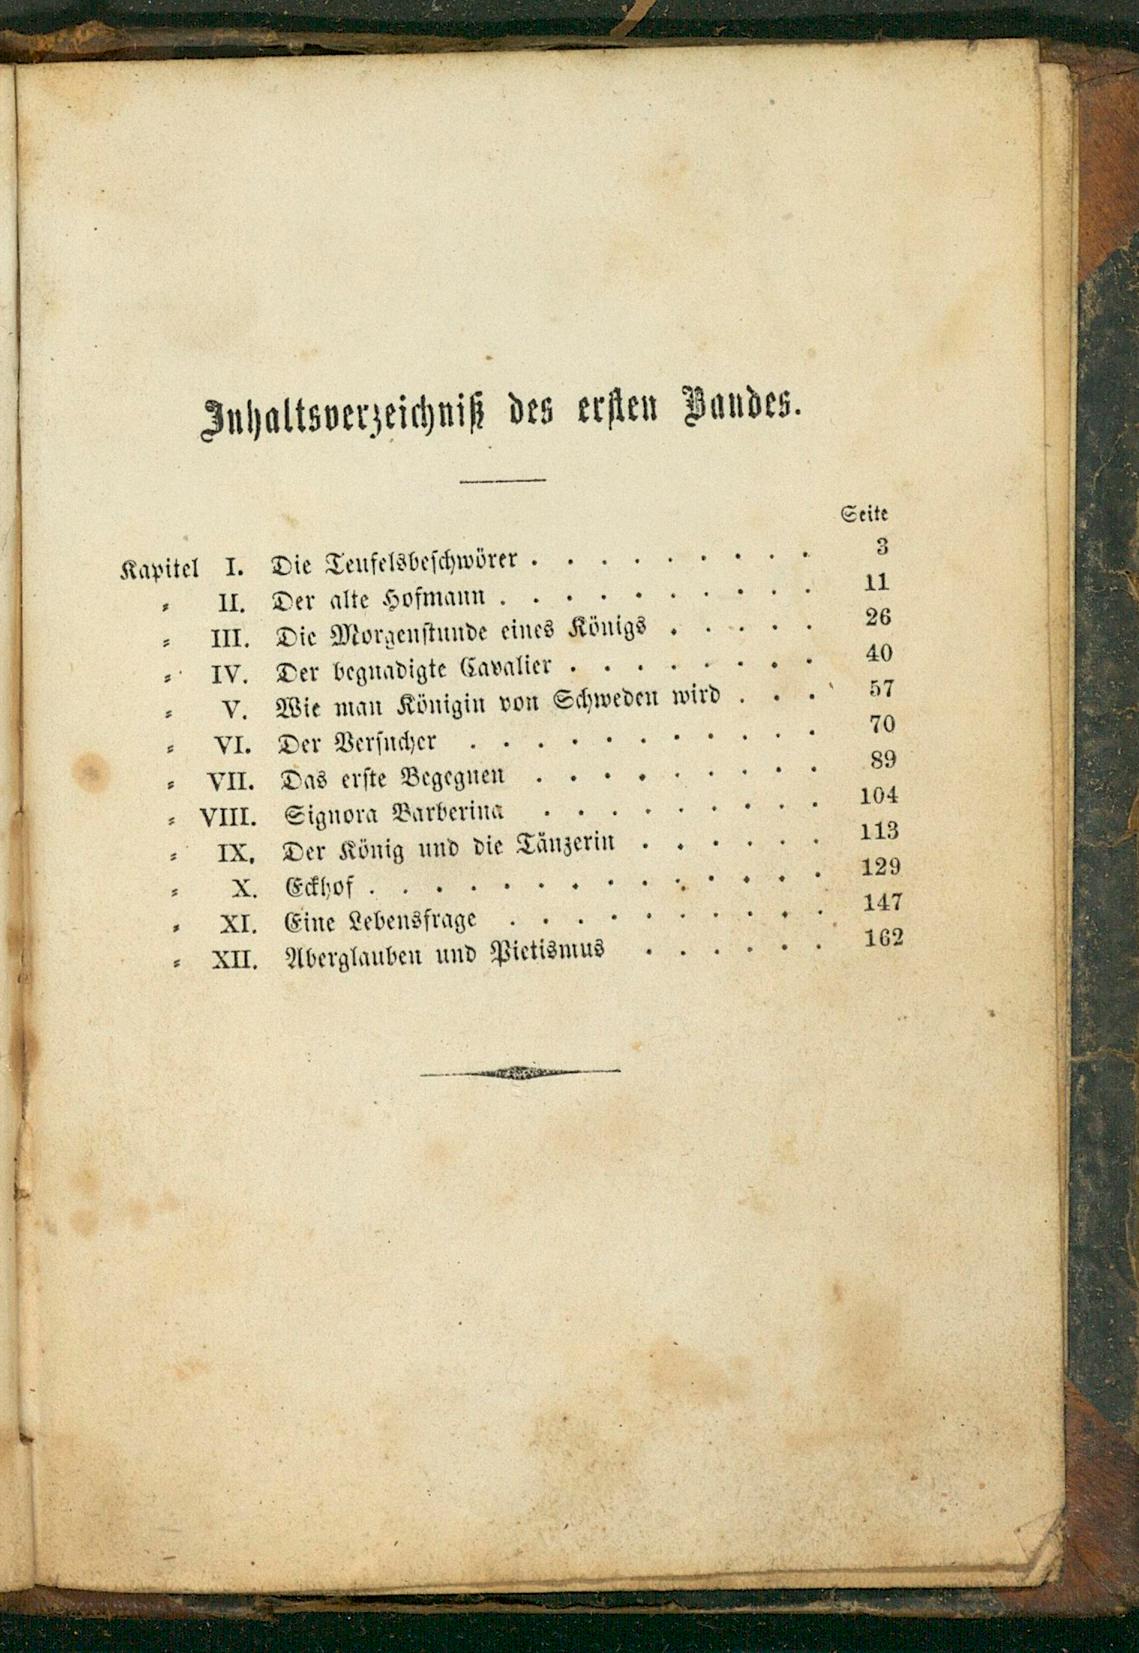 Inhaltsverzeichniß des ersten Bandes.
Seite
Kapitel I. Die Teufelsbeschwörer . . . . . . . . . 3
" II. Der alte Hofmann . . . . . . . . . . 11
" III. Die Morgenstunde eines Königs . . . . . 26
" IV. Der begnadigte Cavalier . . . . . . . . 40
" V. Wie man Königin von Schweden wird . . . 57
" VI. Der Versucher . . . . . . . . . . . 70
" VII. Das erste Begegnen . . . . . . . . . 89
" VIII. Signora Barberina . . . . . . . . . 104
" IX. Der König und die Tänzerin . . . . . . 113
" X. Eckhof . . . . . . . . . . . . . . 129
" XI. Eine Lebensfrage . . . . . . . . . . 147
" XII. Aberglauben und Pietismus . . . . . . 162